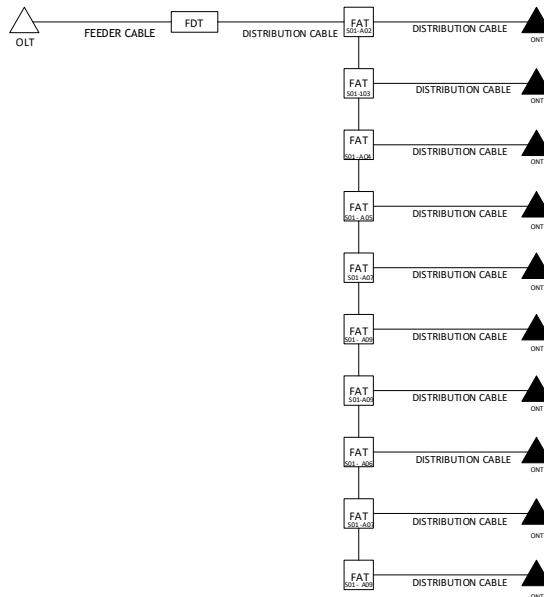 OLT
FEEDER CABLE
FDT
DISTRIBUTION CABLE
FAT
S01-A02
DISTRIBUTION CABLE
ONT
FAT
S01-103
DISTRIBUTION CABLE
ONT
FAT
S01-A04
DISTRIBUTION CABLE
ONT
FAT
S01- A05
DISTRIBUTION CABLE
ONT
FAT
S01-A07
DISTRIBUTION CABLE
ONT
FAT
S01- A09
DISTRIBUTION CABLE
ONT
FAT
S01-A09
DISTRIBUTION CABLE
ONT
FAT
S01- A06
DISTRIBUTION CABLE
ONT
FAT
S01-A07
DISTRIBUTION CABLE
ONT
FAT
S01- A09
DISTRIBUTION CABLE
ONT